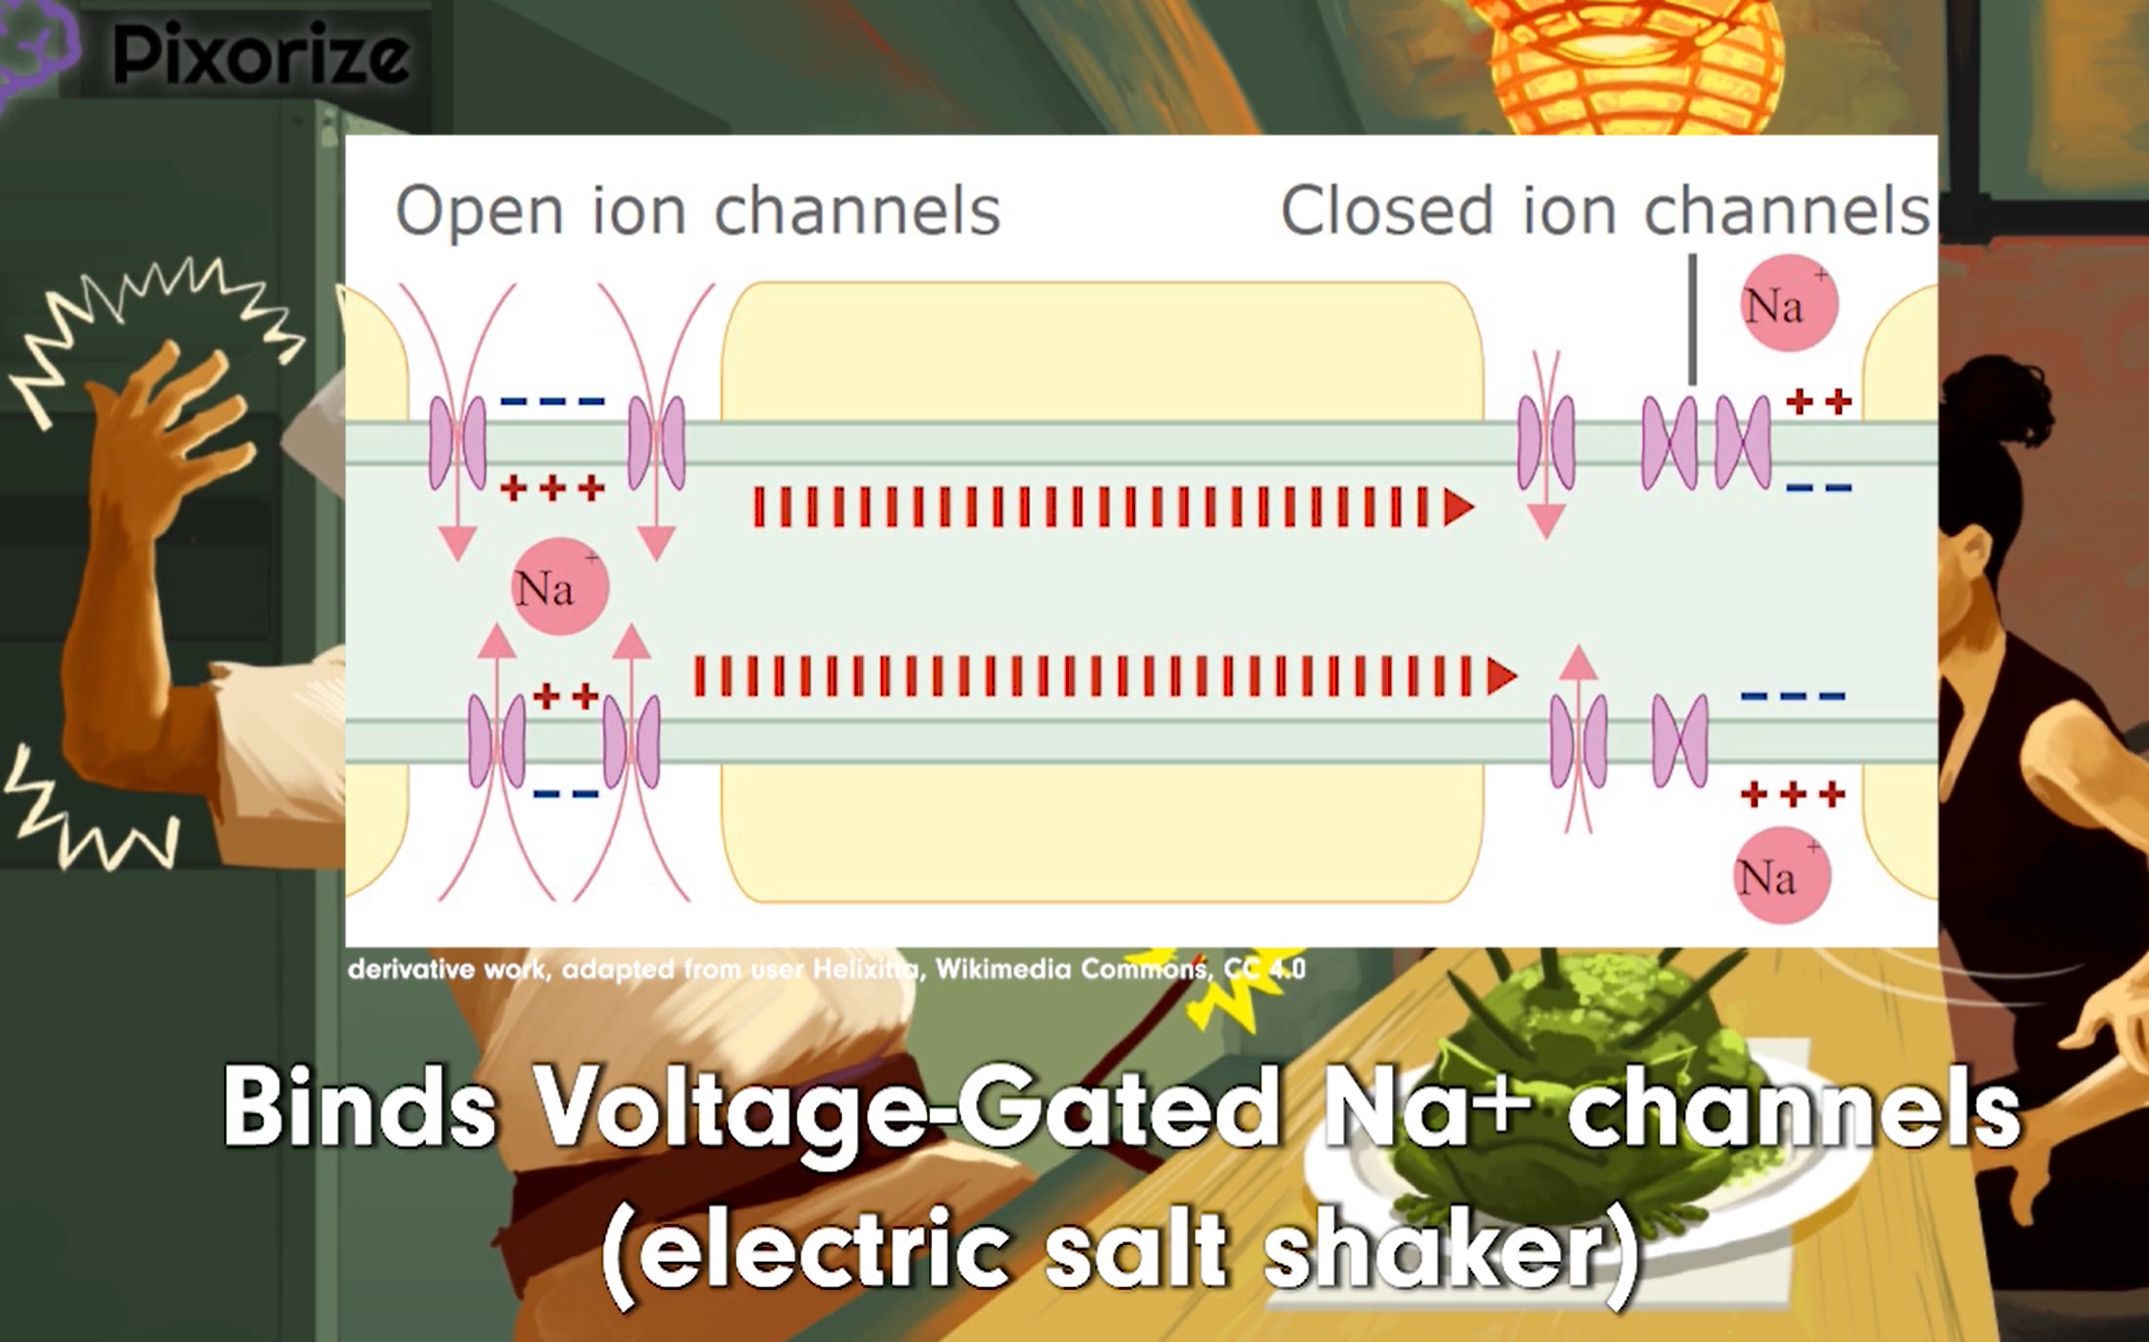 Pixorize
Open ion channels
Closed ion channels
Na+
+ +
− − −
− − −
+ + +
− −
Na+
+ +
− − −
− −
+ + +
Na+
derivative work, adapted from user Helixitta, Wikimedia Commons, CC 4.0
Binds Voltage-Gated Na+ channels
(electric salt shaker)